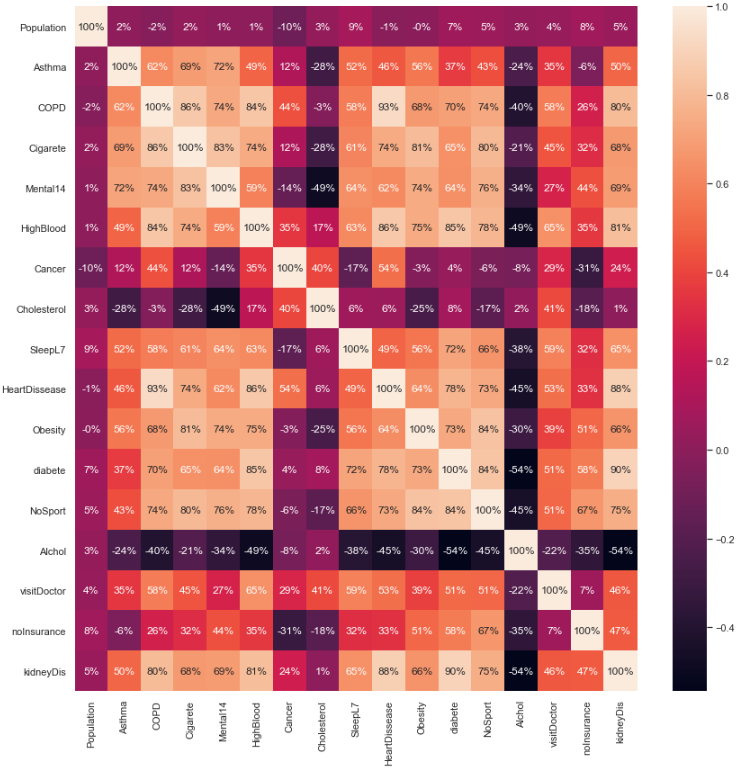 Population 100% 2% -2% 2% 1% 1% -10% 3% 9% -1% -0% 7% 5% 3% 4% 8% 5%
Asthma 2% 100% 62% 69% 72% 49% 12% -28% 52% 46% 56% 37% 43% -24% 35% -6% 50%
COPD -2% 62% 100% 86% 74% 84% 44% -3% 58% 93% 68% 70% 74% -40% 58% 26% 80%
Cigarete 2% 69% 86% 100% 83% 74% 12% -28% 61% 74% 81% 65% 80% -21% 45% 32% 68%
Mental14 1% 72% 74% 83% 100% 59% -14% -49% 64% 62% 74% 64% 76% -34% 27% 44% 69%
HighBlood 1% 49% 84% 74% 59% 100% 35% 17% 63% 86% 75% 85% 78% -49% 65% 35% 81%
Cancer -10% 12% 44% 12% -14% 35% 100% 40% -17% 54% -3% 4% -6% -8% 29% -31% 24%
Cholesterol 3% -28% -3% -28% -49% 17% 40% 100% 6% 6% -25% 8% -17% 2% 41% -18% 1%
SleepL7 9% 52% 58% 61% 64% 63% -17% 6% 100% 49% 56% 72% 66% -38% 59% 32% 65%
HeartDissease -1% 46% 93% 74% 62% 86% 54% 6% 49% 100% 64% 78% 73% -45% 53% 33% 88%
Obesity -0% 56% 68% 81% 74% 75% -3% -25% 56% 64% 100% 73% 84% -30% 39% 51% 66%
diabete 7% 37% 70% 65% 64% 85% 4% 8% 72% 78% 73% 100% 84% -54% 51% 58% 90%
NoSport 5% 43% 74% 80% 76% 78% -6% -17% 66% 73% 84% 84% 100% -45% 51% 67% 75%
Alchol 3% -24% -40% -21% -34% -49% -8% 2% -38% -45% -30% -54% -45% 100% -22% -35% -54%
visitDoctor 4% 35% 58% 45% 27% 65% 29% 41% 59% 53% 39% 51% 51% -22% 100% 7% 46%
noInsurance 8% -6% 26% 32% 44% 35% -31% -18% 32% 33% 51% 58% 67% -35% 7% 100% 47%
kidneyDis 5% 50% 80% 68% 69% 81% 24% 1% 65% 88% 66% 90% 75% -54% 46% 47% 100%
Population Asthma COPD Cigarete Mental14 HighBlood Cancer Cholesterol SleepL7 HeartDissease Obesity diabete NoSport Alchol visitDoctor noInsurance kidneyDis
1.0
0.8
0.6
0.4
0.2
0.0
−0.2
−0.4